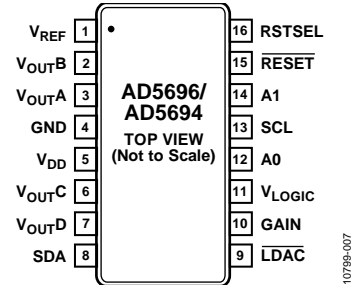 VREF 1
VOUTB 2
VOUTA 3
GND 4
VDD 5
VOUTC 6
VOUTD 7
SDA 8
AD5696/
AD5694
TOP VIEW
(Not to Scale)
16 RSTSEL
15 RESET
14 A1
13 SCL
12 A0
11 VLOGIC
10 GAIN
9 LDAC
10799-007